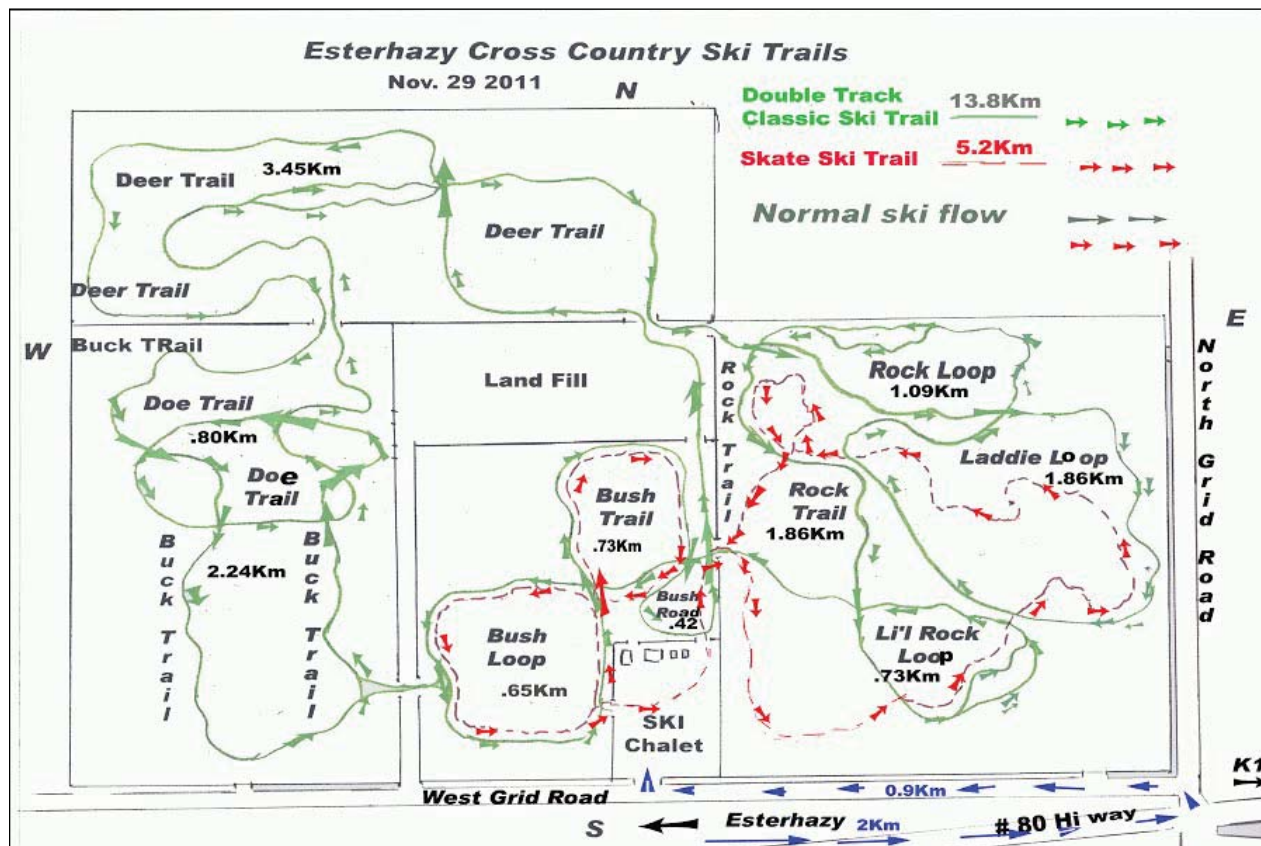 Esterhazy Cross Country Ski Trails
Nov. 29 2011
N
Double Track
Classic Ski Trail
13.8Km
Skate Ski Trail
5.2Km
Normal ski flow
Deer Trail
3.45Km
Deer Trail
Deer Trail
W
Buck TRail
Land Fill
E
North Grid Road
Rock Trail
Rock Loop
1.09Km
Doe Trail
.80Km
Doe
Trail
Laddie Loop
1.86Km
Bush
Trail
.73Km
Rock
Trail
1.86Km
Buck Trail
2.24Km
Buck Trail
Bush
Road
.42
Bush
Loop
.65Km
Li'l Rock
Loop
.73Km
SKI
Chalet
K1
West Grid Road
0.9Km
S
Esterhazy
2Km
# 80 Hi way